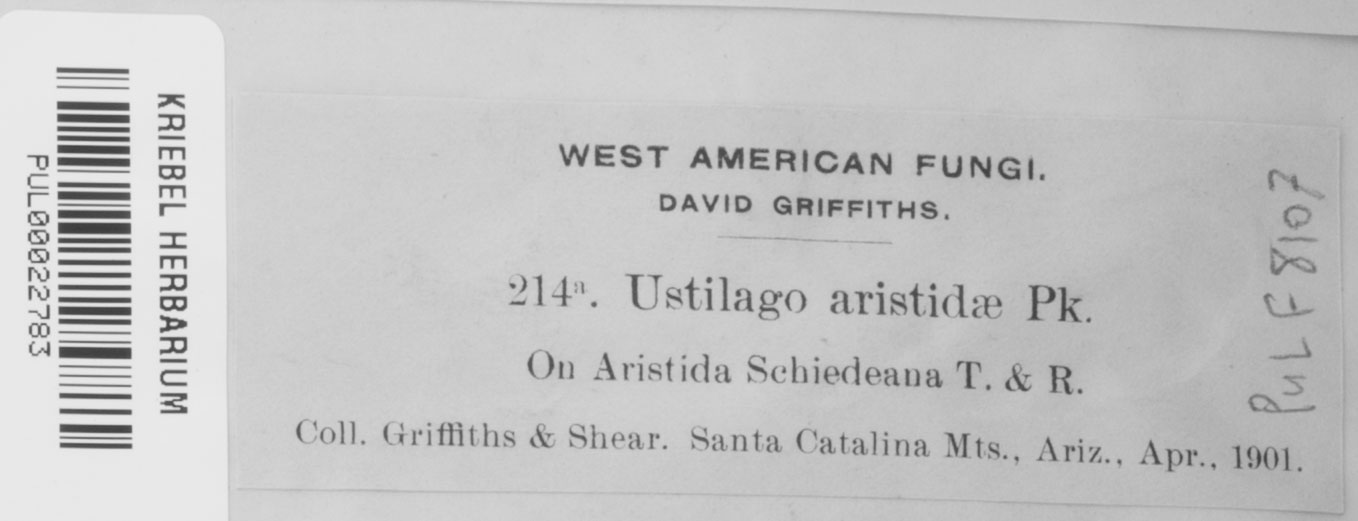 KRIEBEL HERBARIUM
PUL00022783
WEST AMERICAN FUNGI.
DAVID GRIFFITHS.
214ª. Ustilago aristidæ Pk.
On Aristida Schiedeana T. & R.
Coll. Griffiths & Shear. Santa Catalina Mts., Ariz., Apr., 1901.
PUL F